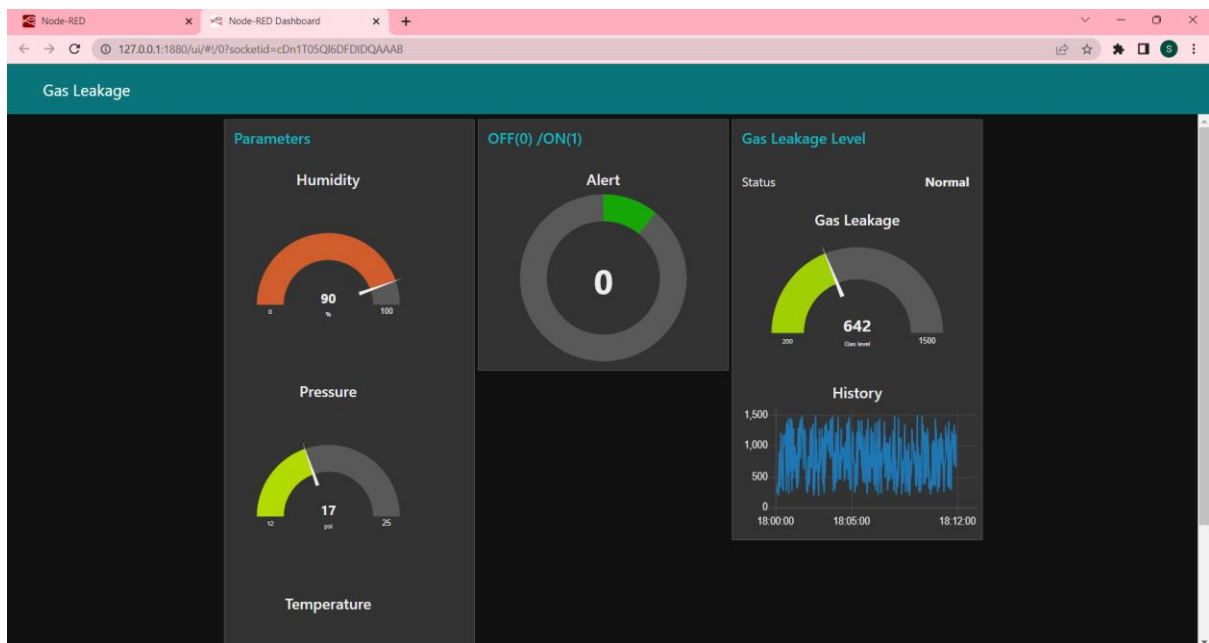 Node-RED
Node-RED Dashboard
127.0.0.1:1880/ui/#!/0?socketid=cDn1T05QI6DFDIDQAAAB
S
Gas Leakage
Parameters
Humidity
90
%
0
100
Pressure
17
psi
12
25
Temperature
OFF(0) /ON(1)
Alert
0
Gas Leakage Level
Status Normal
Gas Leakage
642
Gas level
200
1500
History
1,500
1,000
500
0
18:00:00 18:05:00 18:12:00